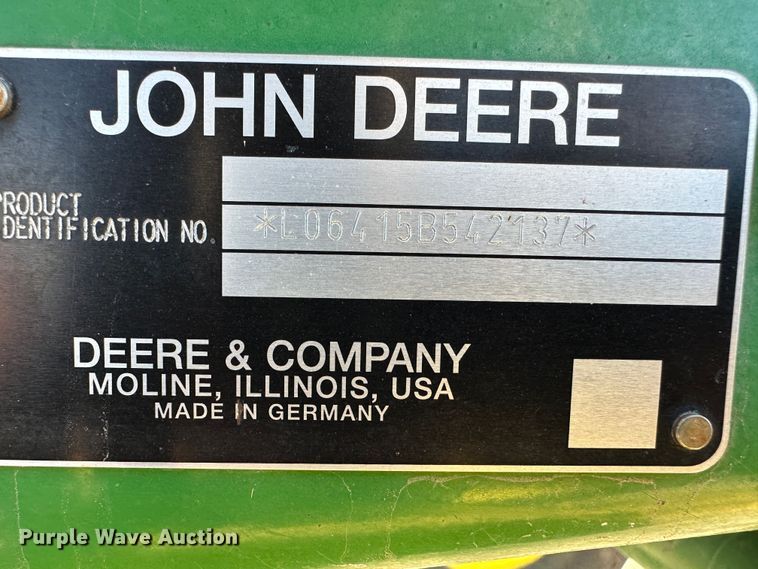 JOHN DEERE
PRODUCT
IDENTIFICATION NO.
*L06415B542137*
DEERE & COMPANY
MOLINE, ILLINOIS, USA
MADE IN GERMANY
Purple Wave Auction